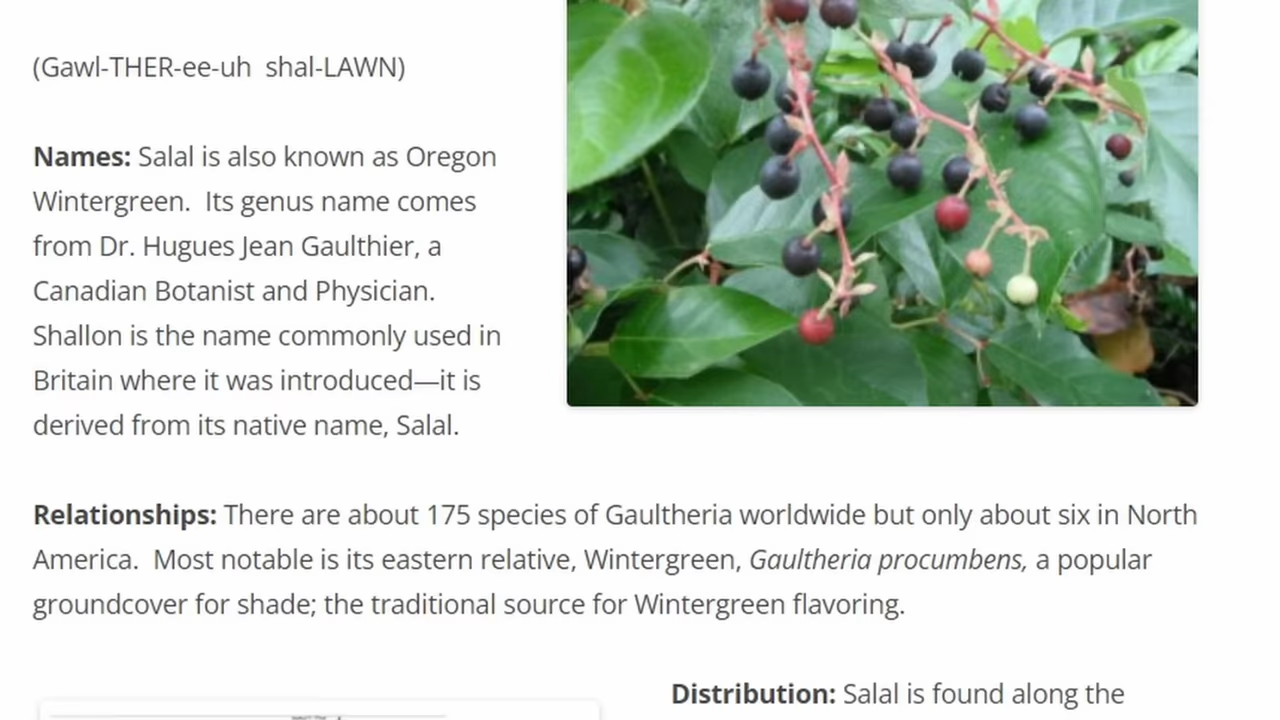 (Gawl-THER-ee-uh  shal-LAWN)
Names: Salal is also known as Oregon
Wintergreen.  Its genus name comes
from Dr. Hugues Jean Gaulthier, a
Canadian Botanist and Physician.
Shallon is the name commonly used in
Britain where it was introduced—it is
derived from its native name, Salal.
Relationships: There are about 175 species of Gaultheria worldwide but only about six in North
America.  Most notable is its eastern relative, Wintergreen, Gaultheria procumbens, a popular
groundcover for shade; the traditional source for Wintergreen flavoring.
Distribution: Salal is found along the